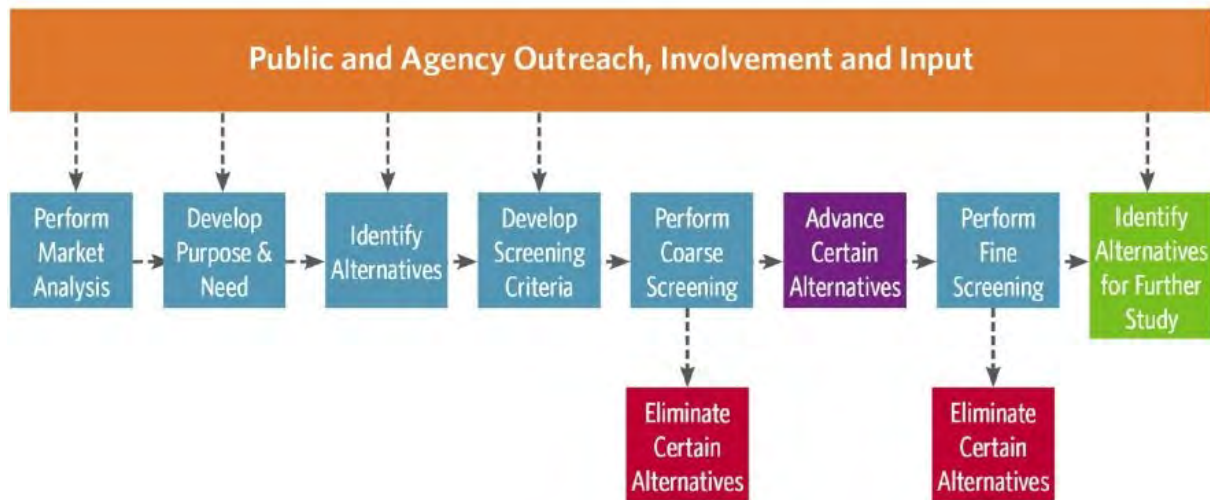 Public and Agency Outreach, Involvement and Input
Perform
Market
Analysis
Develop
Purpose &
Need
Identify
Alternatives
Develop
Screening
Criteria
Perform
Coarse
Screening
Advance
Certain
Alternatives
Perform
Fine
Screening
Identify
Alternatives
for Further
Study
Eliminate
Certain
Alternatives
Eliminate
Certain
Alternatives